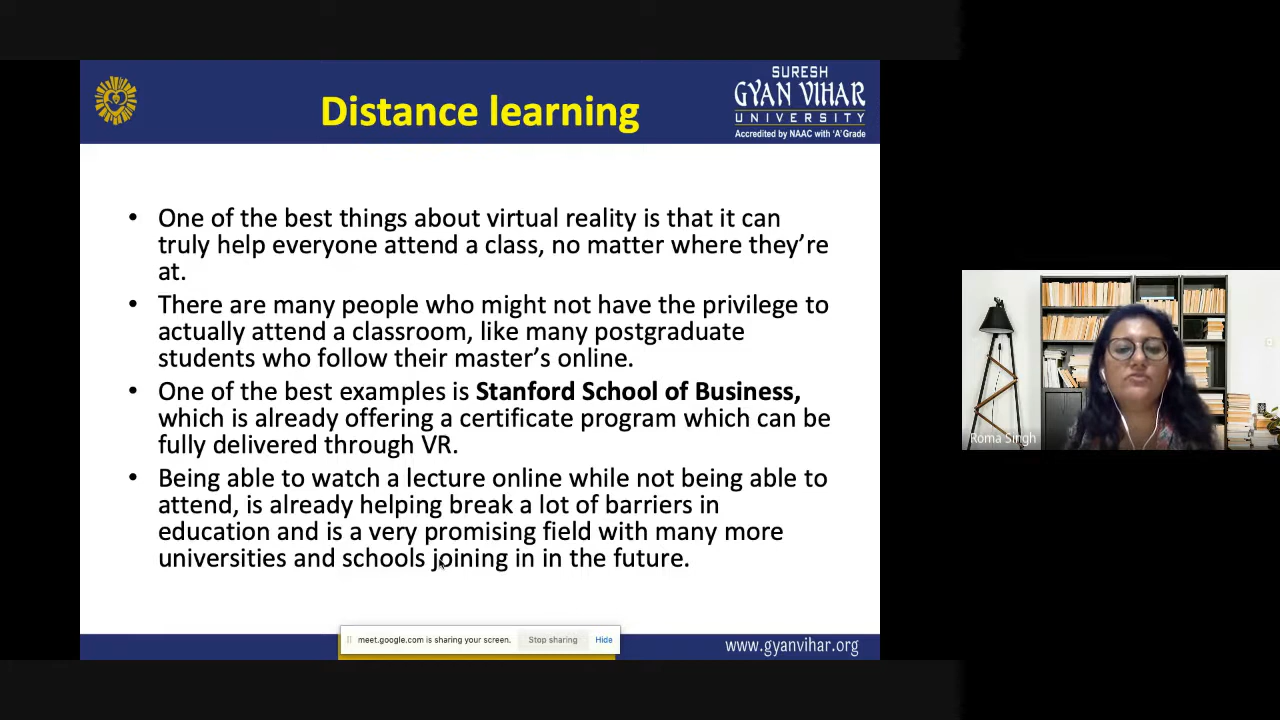 Distance learning
SURESH
GYAN VIHAR
UNIVERSITY
Accredited by NAAC with 'A' Grade
• One of the best things about virtual reality is that it can
truly help everyone attend a class, no matter where they're
at.
• There are many people who might not have the privilege to
actually attend a classroom, like many postgraduate
students who follow their master's online.
• One of the best examples is Stanford School of Business,
which is already offering a certificate program which can be
fully delivered through VR.
• Being able to watch a lecture online while not being able to
attend, is already helping break a lot of barriers in
education and is a very promising field with many more
universities and schools joining in in the future.
Roma Singh
meet.google.com is sharing your screen.
Stop sharing
Hide
www.gyanvihar.org